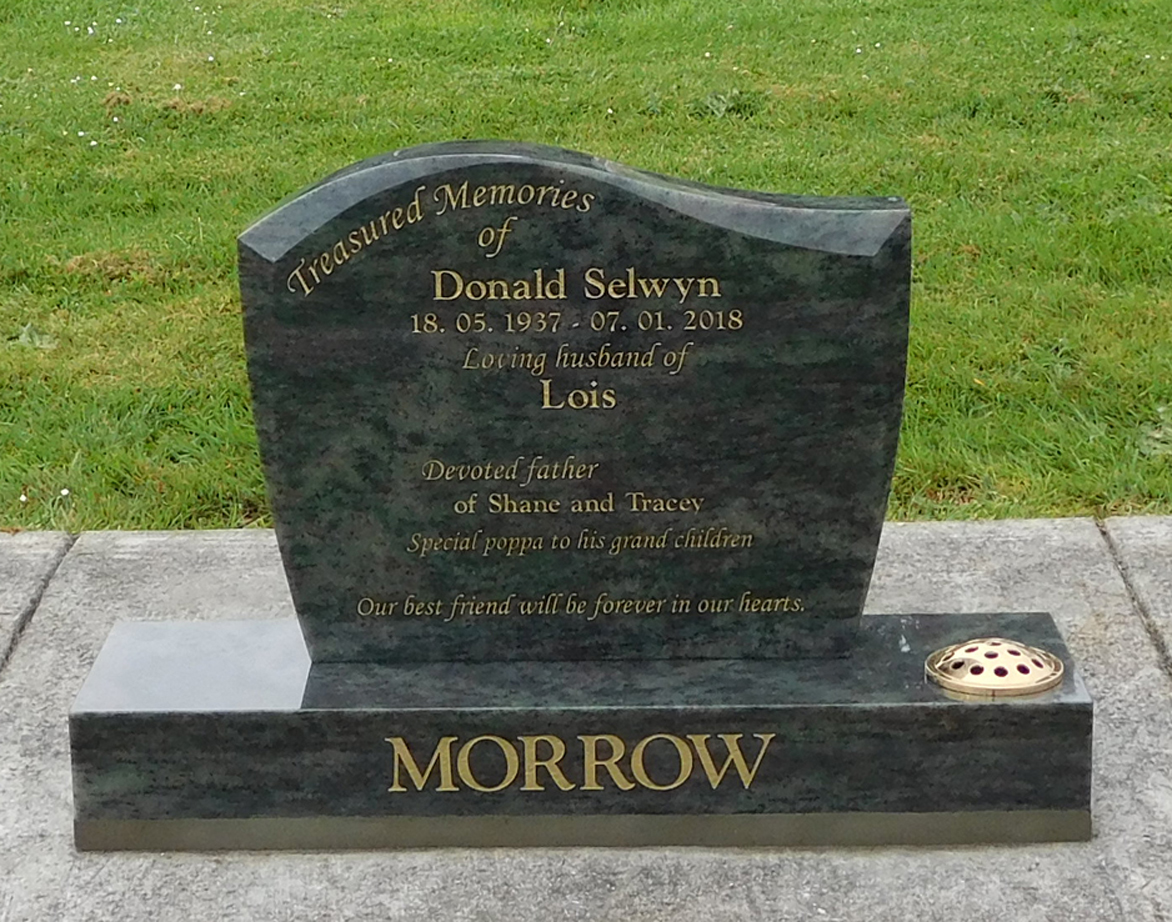 Treasured Memories
of
Donald Selwyn
18. 05. 1937 - 07. 01. 2018
Loving husband of
Lois
Devoted father
of Shane and Tracey
Special poppa to his grand children
Our best friend will be forever in our hearts.
MORROW